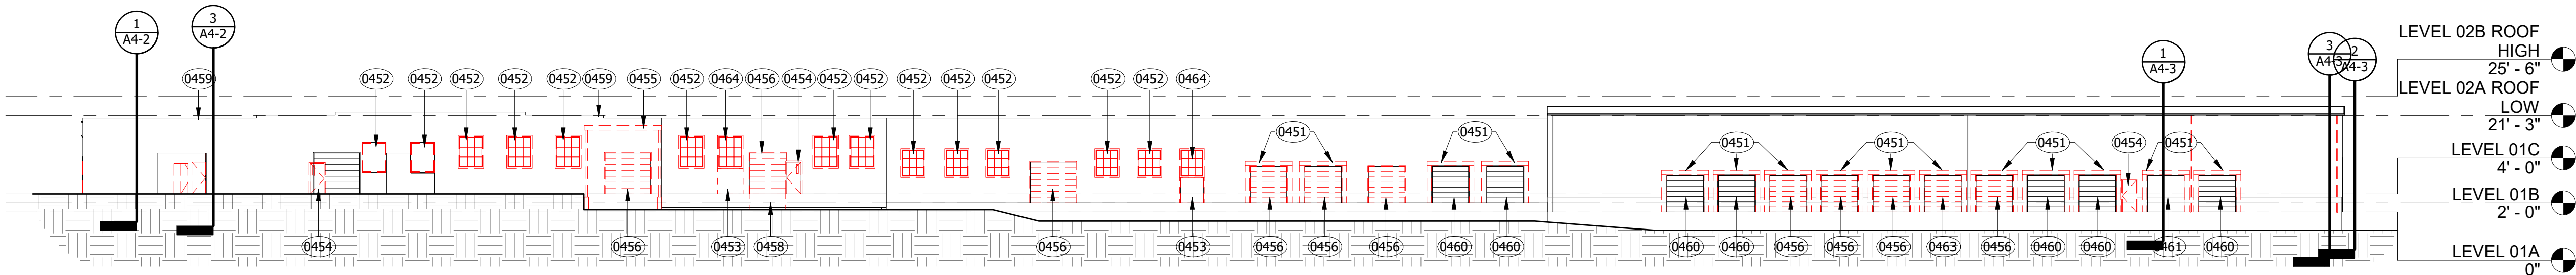 1
A4-2
3
A4-2
1
A4-3
3
A4-3
2
A4-3
LEVEL 02B ROOF
HIGH
25' - 6"
LEVEL 02A ROOF
LOW
21' - 3"
LEVEL 01C
4' - 0"
LEVEL 01B
2' - 0"
LEVEL 01A
0"
0459 0452 0452 0452 0452 0452 0459 0455 0452 0464 0456 0454 0452 0452 0452 0452 0452 0452 0452 0464
0451 0451 0451 0451 0451 0454 0451
0454 0456 0453 0458 0456 0453 0456 0456 0456 0460 0460 0460 0460 0456 0456 0456 0463 0456 0460 0460 0461 0460